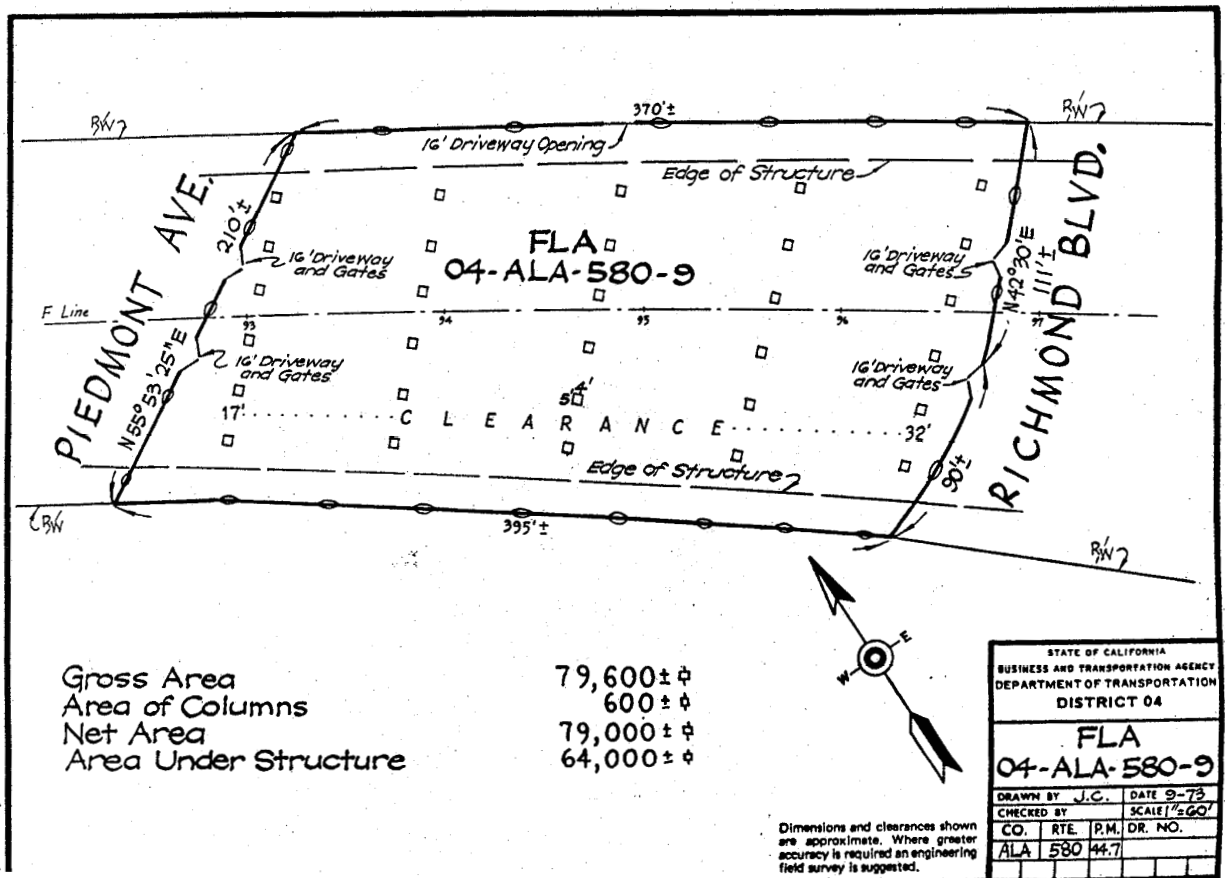 370'±
R/W
R/W
16' Driveway Opening
Edge of Structure
PIEDMONT AVE.
RICHMOND BLVD.
210'±
FLA
04-ALA-580-9
16' Driveway
and Gates
16' Driveway
and Gates
N42°30'E
111'±
F Line
93
94
95
96
97
N55°53'25"E
16' Driveway
and Gates
16' Driveway
and Gates
5'
4'
17'
CLEARANCE
32'
Edge of Structure
90'±
R/W
395'±
R/W
E
W
Gross Area 79,600±
Area of Columns 600±
Net Area 79,000±
Area Under Structure 64,000±
STATE OF CALIFORNIA
BUSINESS AND TRANSPORTATION AGENCY
DEPARTMENT OF TRANSPORTATION
DISTRICT 04
FLA
04-ALA-580-9
DRAWN BY J.C. DATE 9-73
CHECKED BY SCALE 1"=60'
CO. RTE. P.M. DR. NO.
ALA 580 44.7
Dimensions and clearances shown
are approximate. Where greater
accuracy is required an engineering
field survey is suggested.